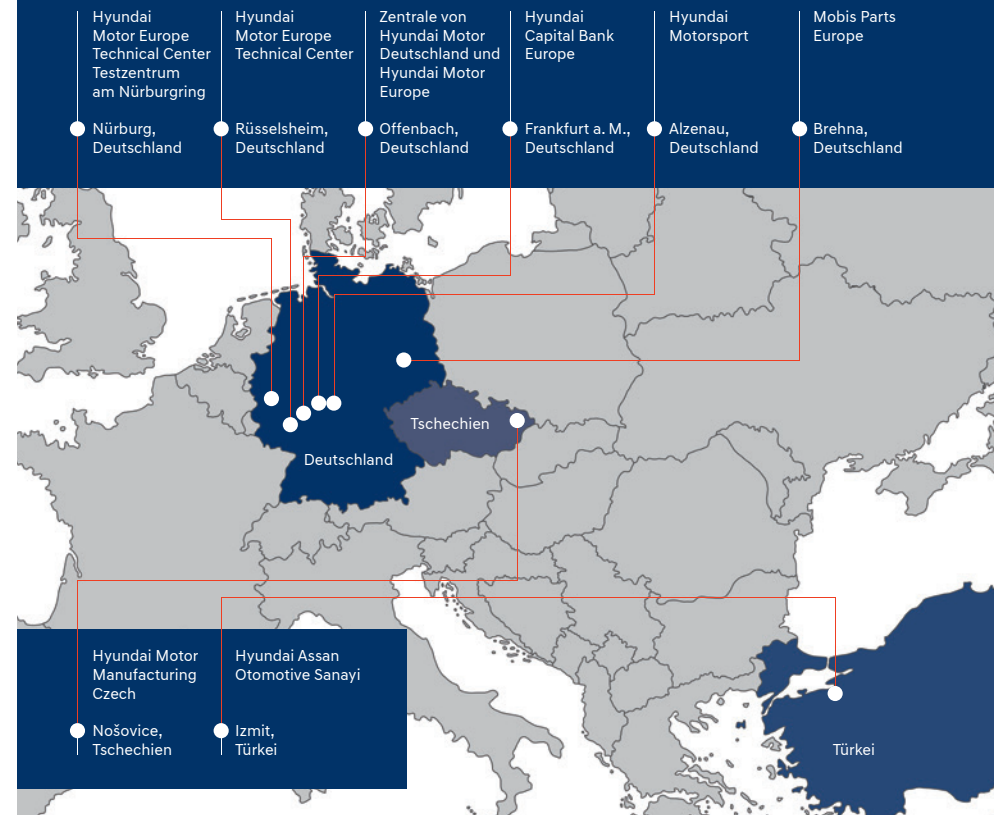 Hyundai
Motor Europe
Technical Center
Testzentrum
am Nürburgring
Nürburg,
Deutschland
Hyundai
Motor Europe
Technical Center
Rüsselsheim,
Deutschland
Zentrale von
Hyundai Motor
Deutschland und
Hyundai Motor
Europe
Offenbach,
Deutschland
Hyundai
Capital Bank
Europe
Frankfurt a. M.,
Deutschland
Hyundai
Motorsport
Alzenau,
Deutschland
Mobis Parts
Europe
Brehna,
Deutschland
Tschechien
Deutschland
Hyundai Motor
Manufacturing
Czech
Nošovice,
Tschechien
Hyundai Assan
Otomotive Sanayi
Izmit,
Türkei
Türkei